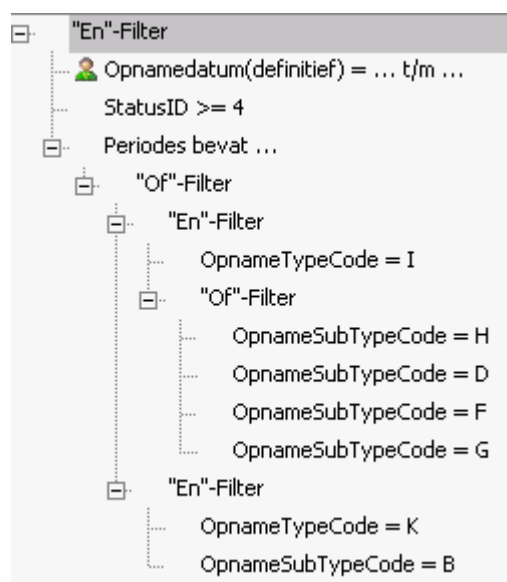 "En"-Filter
Opnamedatum(definitief) = ... t/m ...
StatusID >= 4
Periodes bevat ...
"Of"-Filter
"En"-Filter
OpnameTypeCode = I
"Of"-Filter
OpnameSubTypeCode = H
OpnameSubTypeCode = D
OpnameSubTypeCode = F
OpnameSubTypeCode = G
"En"-Filter
OpnameTypeCode = K
OpnameSubTypeCode = B